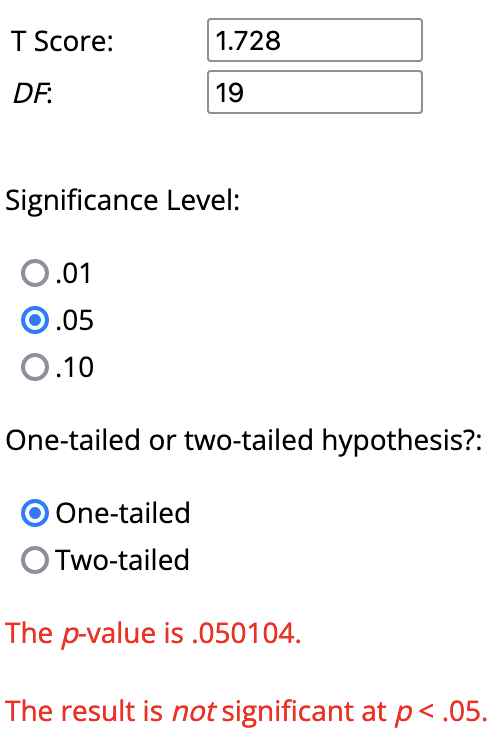 T Score: 1.728
DF: 19
Significance Level:
.01
.05
.10
One-tailed or two-tailed hypothesis?:
One-tailed
Two-tailed
The p-value is .050104.
The result is not significant at p < .05.